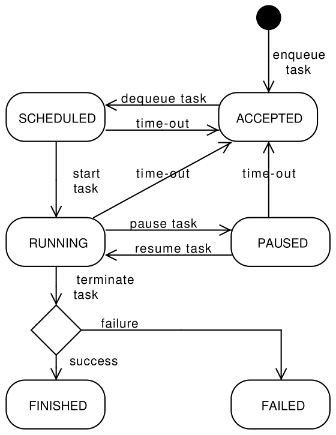 enqueue
task
dequeue task
SCHEDULED
ACCEPTED
time-out
start
task
time-out
time-out
pause task
RUNNING
PAUSED
resume task
terminate
task
failure
success
FINISHED
FAILED